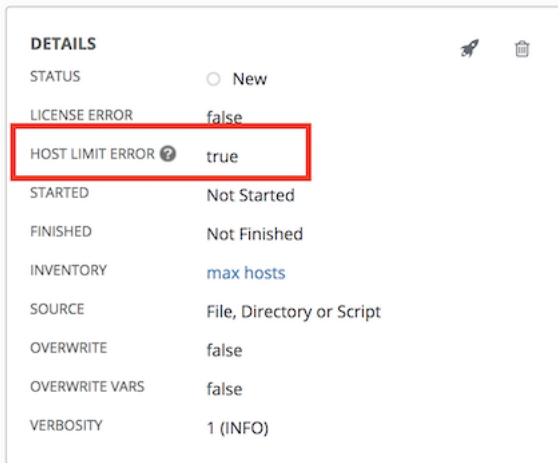 DETAILS
STATUS New
LICENSE ERROR false
HOST LIMIT ERROR ? true
STARTED Not Started
FINISHED Not Finished
INVENTORY max hosts
SOURCE File, Directory or Script
OVERWRITE false
OVERWRITE VARS false
VERBOSITY 1 (INFO)